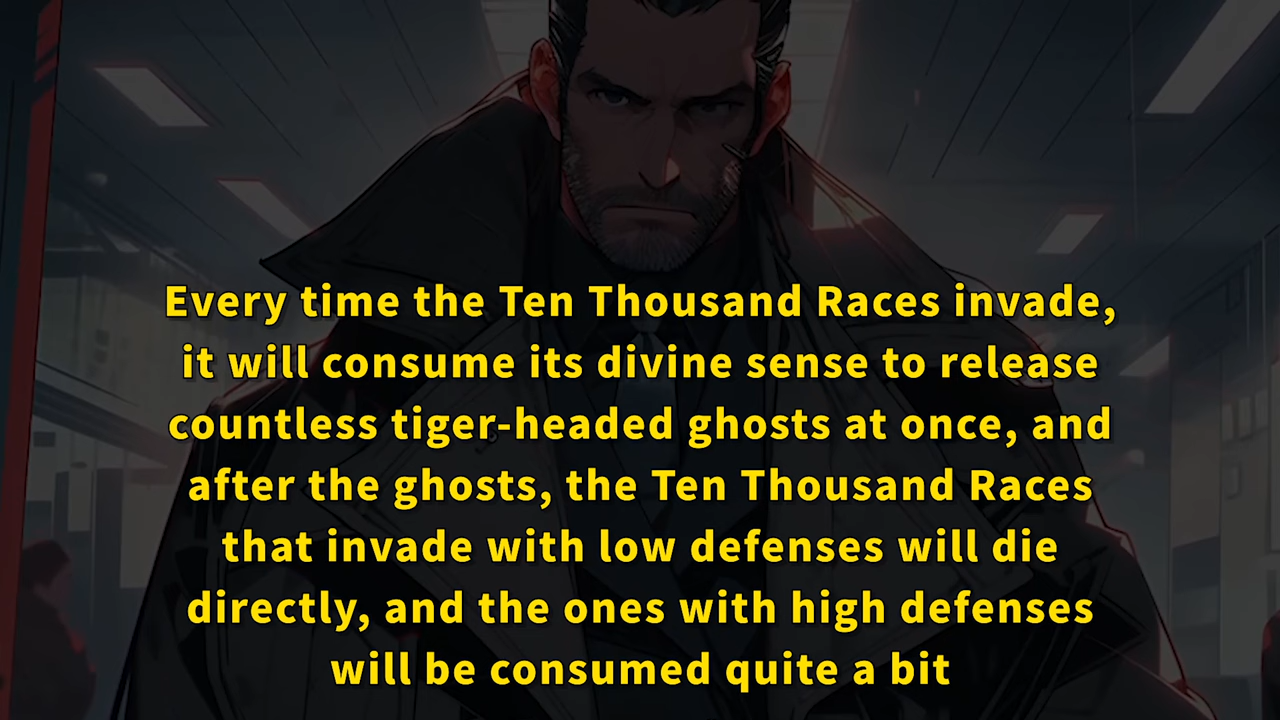 Every time the Ten Thousand Races invade,
it will consume its divine sense to release
countless tiger-headed ghosts at once, and
after the ghosts, the Ten Thousand Races
that invade with low defenses will die
directly, and the ones with high defenses
will be consumed quite a bit